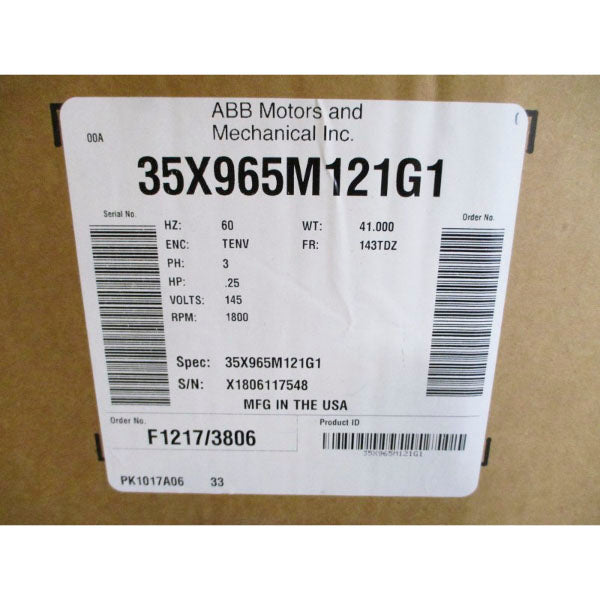 ABB Motors and
Mechanical Inc.
00A
35X965M121G1
Serial No.
Order No.
HZ: 60 WT: 41.000
ENC: TENV FR: 143TDZ
PH: 3
HP: .25
VOLTS: 145
RPM: 1800
Spec: 35X965M121G1
S/N: X1806117548
MFG IN THE USA
Order No.
F1217/3806
Product ID
35X965M121G1
PK1017A06 33